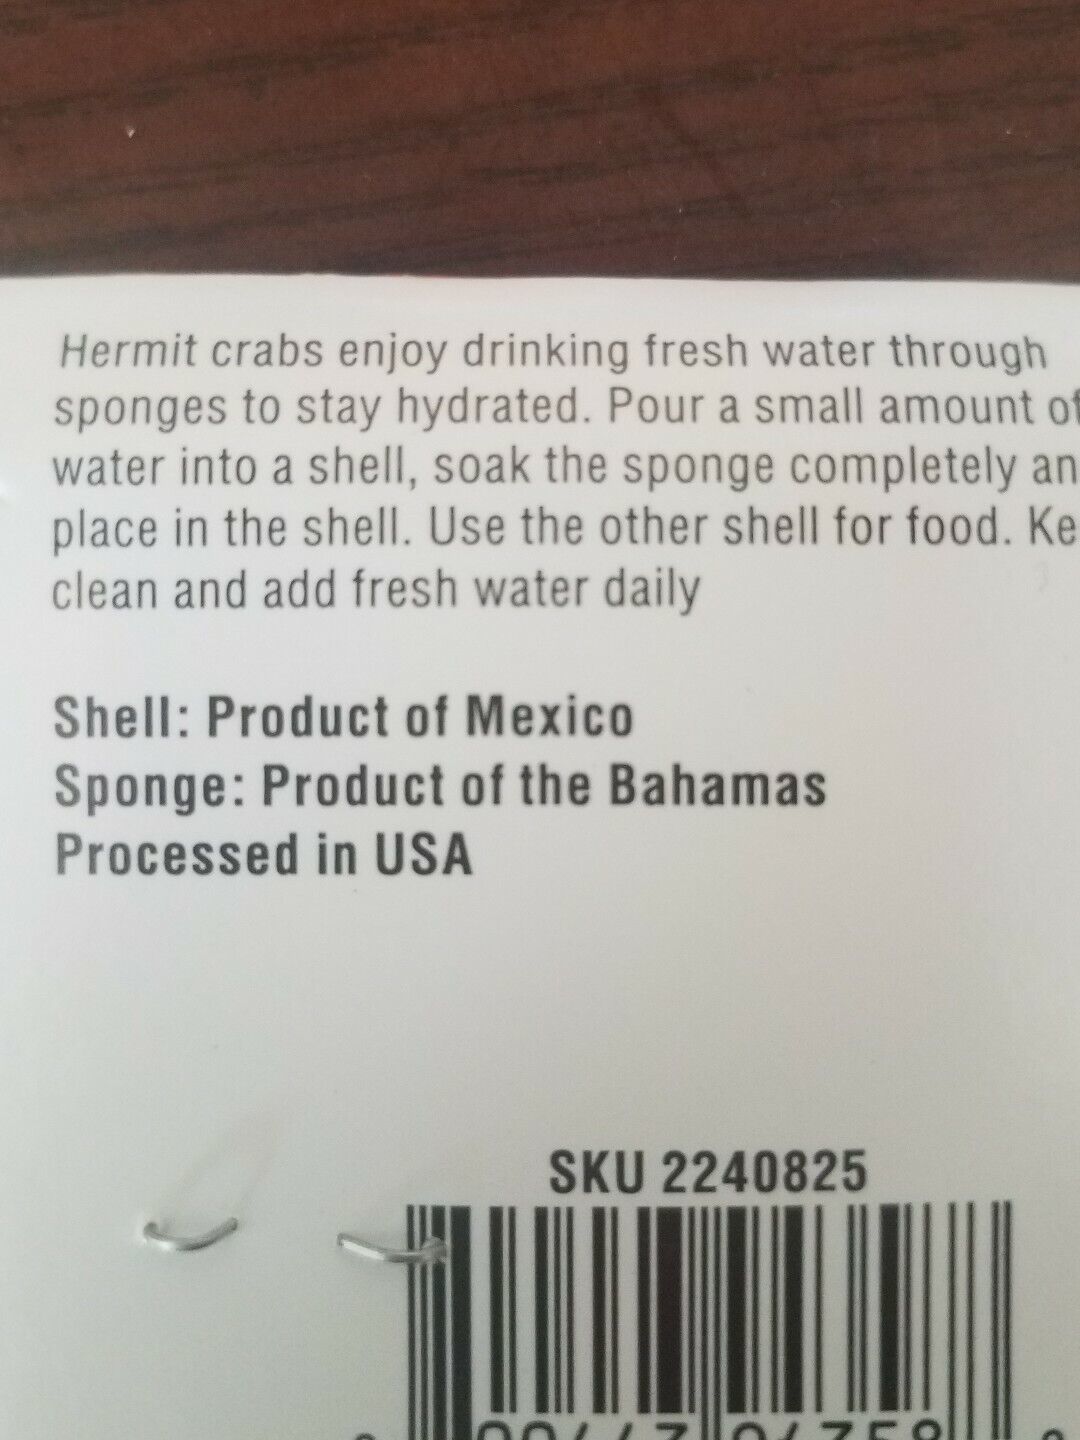 Hermit crabs enjoy drinking fresh water through
sponges to stay hydrated. Pour a small amount of
water into a shell, soak the sponge completely an
place in the shell. Use the other shell for food. Ke
clean and add fresh water daily
Shell: Product of Mexico
Sponge: Product of the Bahamas
Processed in USA
SKU 2240825